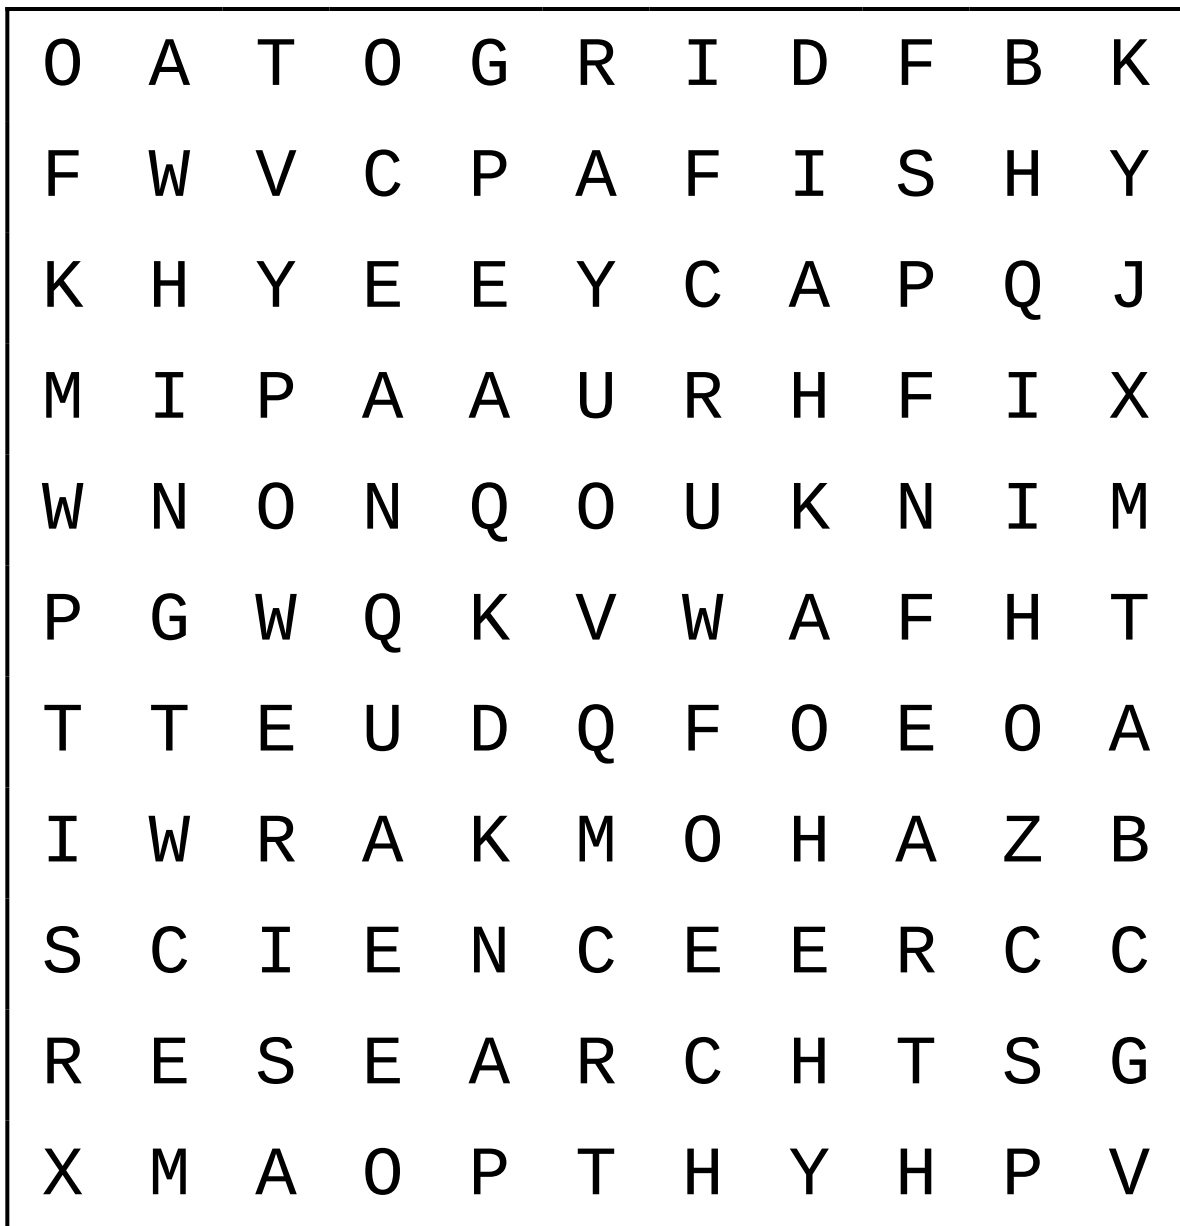 O A T O G R I D F B K
F W V C P A F I S H Y
K H Y E E Y C A P Q J
M I P A A U R H F I X
W N O N Q O U K N I M
P G W Q K V W A F H T
T T E U D Q F O E O A
I W R A K M O H A Z B
S C I E N C E E R C C
R E S E A R C H T S G
X M A O P T H Y H P V